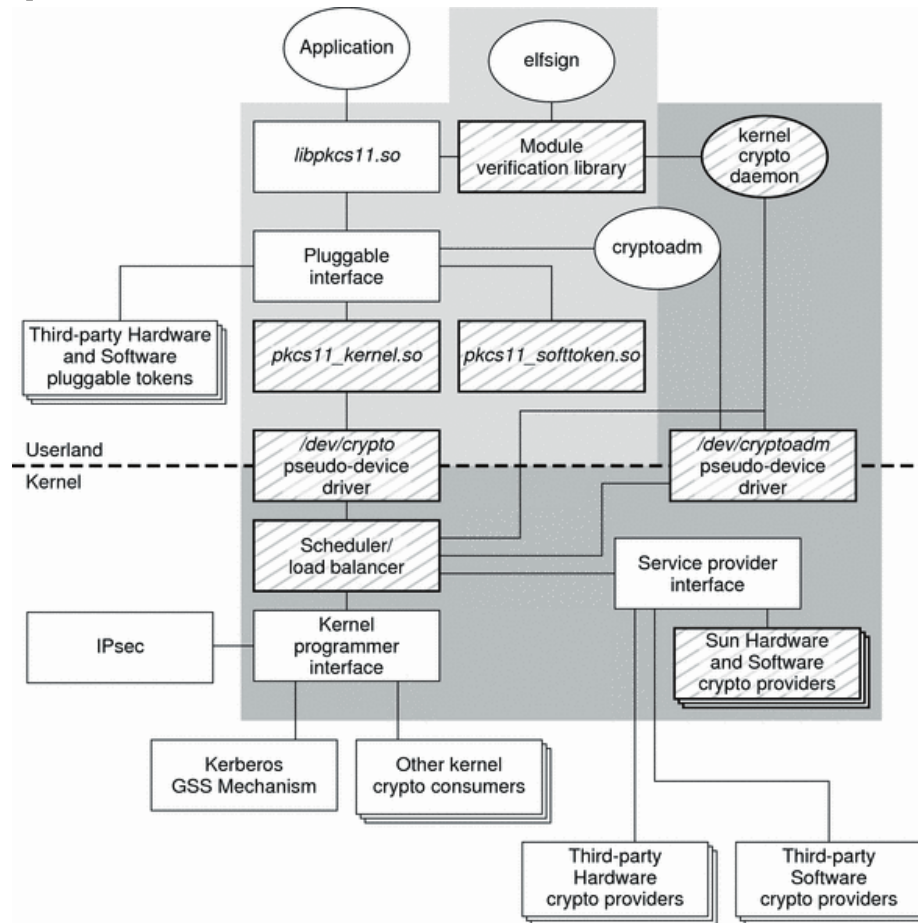 Application
elfsign
libpkcs11.so
Module
verification library
kernel
crypto
daemon
Pluggable
interface
cryptoadm
Third-party Hardware
and Software
pluggable tokens
pkcs11_kernel.so
pkcs11_softtoken.so
Userland
Kernel
/dev/crypto
pseudo-device
driver
/dev/cryptoadm
pseudo-device
driver
Scheduler/
load balancer
Service provider
interface
IPsec
Kernel
programmer
interface
Sun Hardware
and Software
crypto providers
Kerberos
GSS Mechanism
Other kernel
crypto consumers
Third-party
Hardware
crypto providers
Third-party
Software
crypto providers